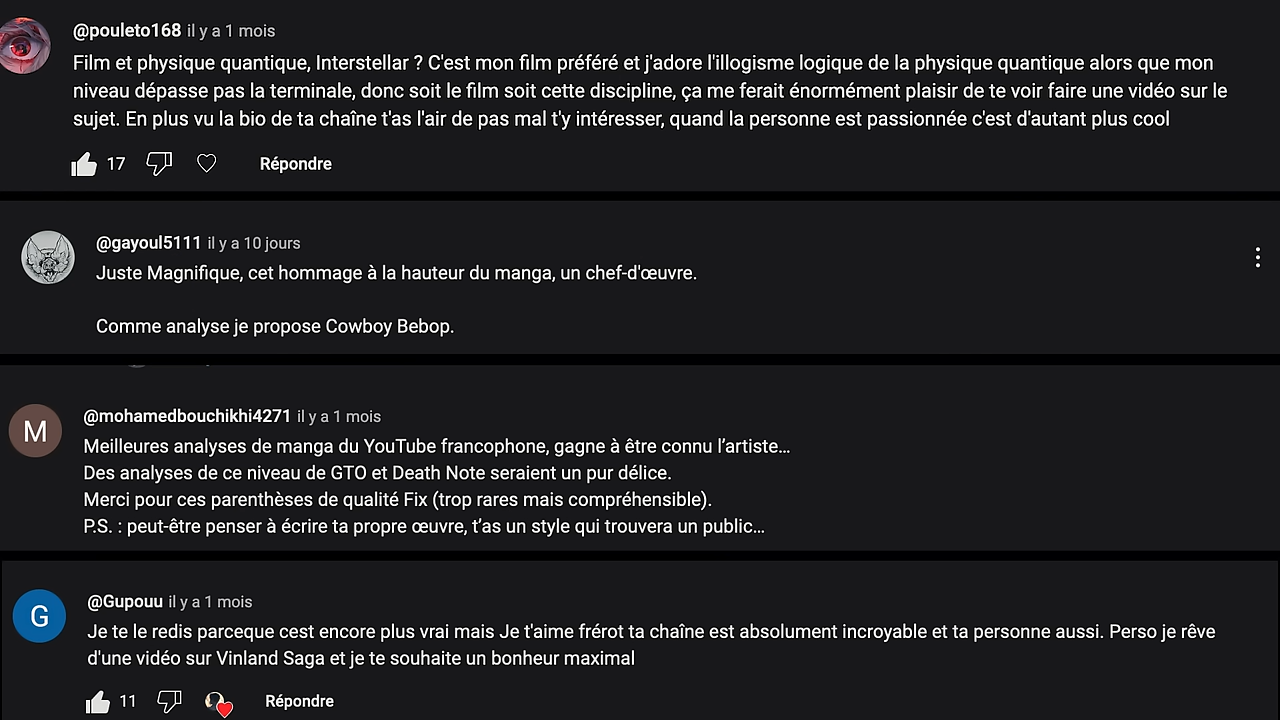 @pouleto168 il y a 1 mois
Film et physique quantique, Interstellar ? C'est mon film préféré et j'adore l'illogisme logique de la physique quantique alors que mon
niveau dépasse pas la terminale, donc soit le film soit cette discipline, ça me ferait énormément plaisir de te voir faire une vidéo sur le
sujet. En plus vu la bio de ta chaîne t'as l'air de pas mal t'y intéresser, quand la personne est passionnée c'est d'autant plus cool
17 Répondre
@gayoul5111 il y a 10 jours
Juste Magnifique, cet hommage à la hauteur du manga, un chef-d'œuvre.
Comme analyse je propose Cowboy Bebop.
M
@mohamedbouchikhi4271 il y a 1 mois
Meilleures analyses de manga du YouTube francophone, gagne à être connu l’artiste…
Des analyses de ce niveau de GTO et Death Note seraient un pur délice.
Merci pour ces parenthèses de qualité Fix (trop rares mais compréhensible).
P.S. : peut-être penser à écrire ta propre œuvre, t’as un style qui trouvera un public…
G
@Gupouu il y a 1 mois
Je te le redis parceque cest encore plus vrai mais Je t'aime frérot ta chaîne est absolument incroyable et ta personne aussi. Perso je rêve
d'une vidéo sur Vinland Saga et je te souhaite un bonheur maximal
11 Répondre